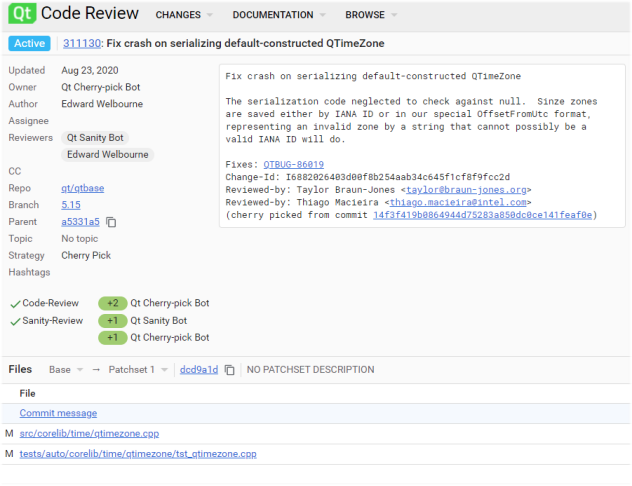 Qt Code Review CHANGES DOCUMENTATION BROWSE
Active 311130: Fix crash on serializing default-constructed QTimeZone
Updated Aug 23, 2020
Owner Qt Cherry-pick Bot
Author Edward Welbourne
Assignee
Reviewers Qt Sanity Bot
Edward Welbourne
CC
Repo qt/qtbase
Branch 5.15
Parent a5331a5
Topic No topic
Strategy Cherry Pick
Hashtags
Fix crash on serializing default-constructed QTimeZone
The serialization code neglected to check against null. Sinze zones
are saved either by IANA ID or in our special OffsetFromUtc format,
representing an invalid zone by a string that cannot possibly be a
valid IANA ID will do.
Fixes: QTBUG-86019
Change-Id: I6882026403d00f8b254aab34c645f1cf8f9fcc2d
Reviewed-by: Taylor Braun-Jones <taylor@braun-jones.org>
Reviewed-by: Thiago Macieira <thiago.macieira@intel.com>
(cherry picked from commit 14f3f419b0864944d75283a850dc0ce141feaf0e)
Code-Review +2 Qt Cherry-pick Bot
Sanity-Review +1 Qt Sanity Bot
+1 Qt Cherry-pick Bot
Files Base → Patchset 1 dcd9a1d NO PATCHSET DESCRIPTION
File
Commit message
M src/corelib/time/qtimezone.cpp
M tests/auto/corelib/time/qtimezone/tst_qtimezone.cpp